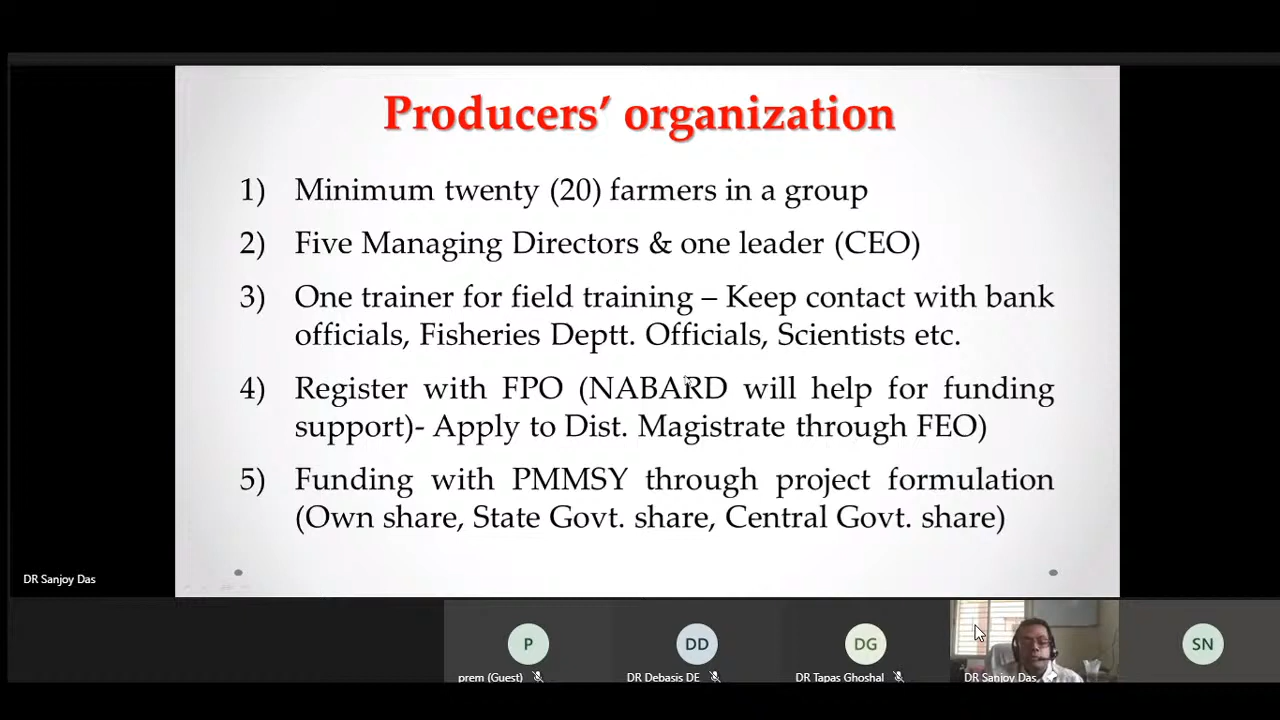 Producers’ organization
1) Minimum twenty (20) farmers in a group
2) Five Managing Directors & one leader (CEO)
3) One trainer for field training – Keep contact with bank
officials, Fisheries Deptt. Officials, Scientists etc.
4) Register with FPO (NABARD will help for funding
support)- Apply to Dist. Magistrate through FEO)
5) Funding with PMMSY through project formulation
(Own share, State Govt. share, Central Govt. share)
DR Sanjoy Das
P
DD
DG
SN
prem (Guest)
DR Debasis DE
DR Tapas Ghoshal
DR Sanjoy Das